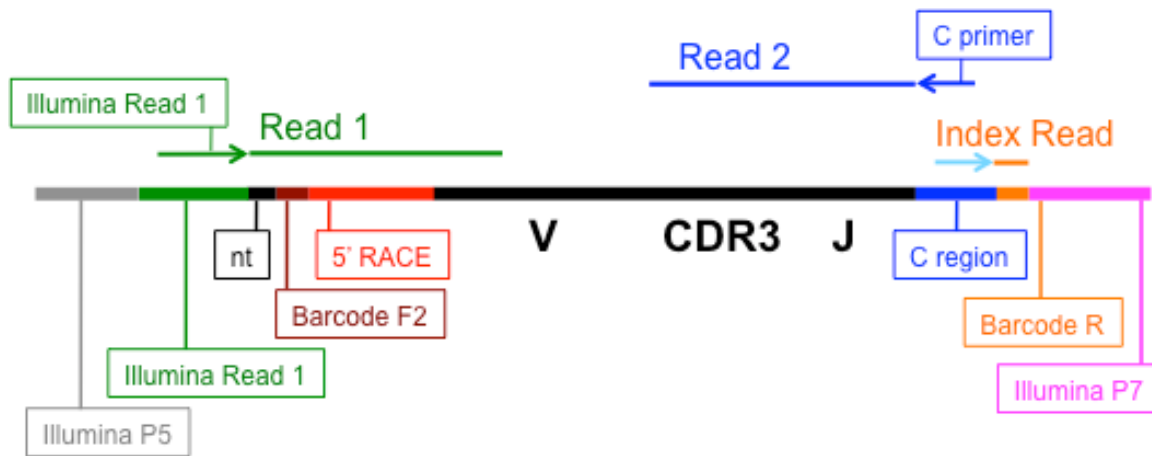 C primer
Read 2
Illumina Read 1
Read 1
Index Read
V
CDR3
J
nt
5’ RACE
C region
Barcode F2
Barcode R
Illumina Read 1
Illumina P7
Illumina P5